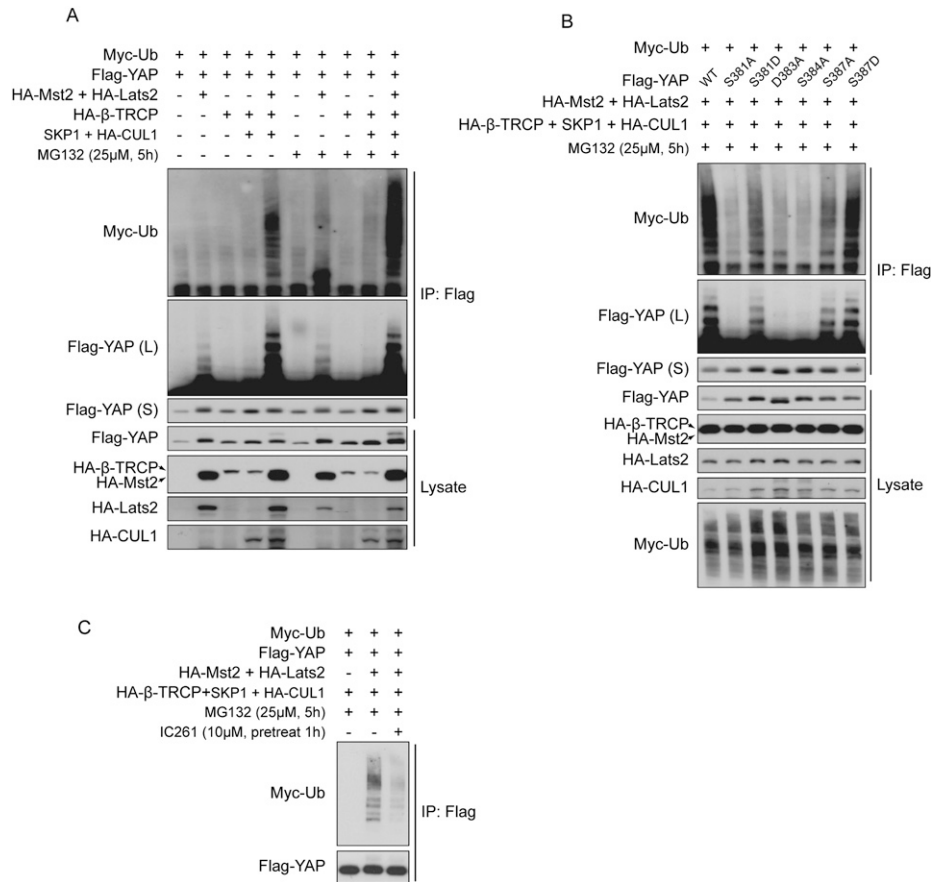 A
Myc-Ub + + + + + + + + + +
Flag-YAP + + + + + + + + + +
HA-Mst2 + HA-Lats2 - + - - + - + - - +
HA-β-TRCP - - + + + - - + + +
SKP1 + HA-CUL1 - - - + + - - - + +
MG132 (25µM, 5h) - - - - - + + + + +
Myc-Ub
IP: Flag
Flag-YAP (L)
Flag-YAP (S)
Flag-YAP
HA-β-TRCP
HA-Mst2
Lysate
HA-Lats2
HA-CUL1
B
Myc-Ub + + + + + + +
Flag-YAP WT S381A S381D D383A S384A S387A S387D
HA-Mst2 + HA-Lats2 + + + + + + +
HA-β-TRCP + SKP1 + HA-CUL1 + + + + + + +
MG132 (25µM, 5h) + + + + + + +
Myc-Ub
IP: Flag
Flag-YAP (L)
Flag-YAP (S)
Flag-YAP
HA-β-TRCP
HA-Mst2
HA-Lats2
Lysate
HA-CUL1
Myc-Ub
C
Myc-Ub + + +
Flag-YAP + + +
HA-Mst2 + HA-Lats2 - + +
HA-β-TRCP+SKP1 + HA-CUL1 + + +
MG132 (25µM, 5h) + + +
IC261 (10µM, pretreat 1h) - - +
Myc-Ub
IP: Flag
Flag-YAP